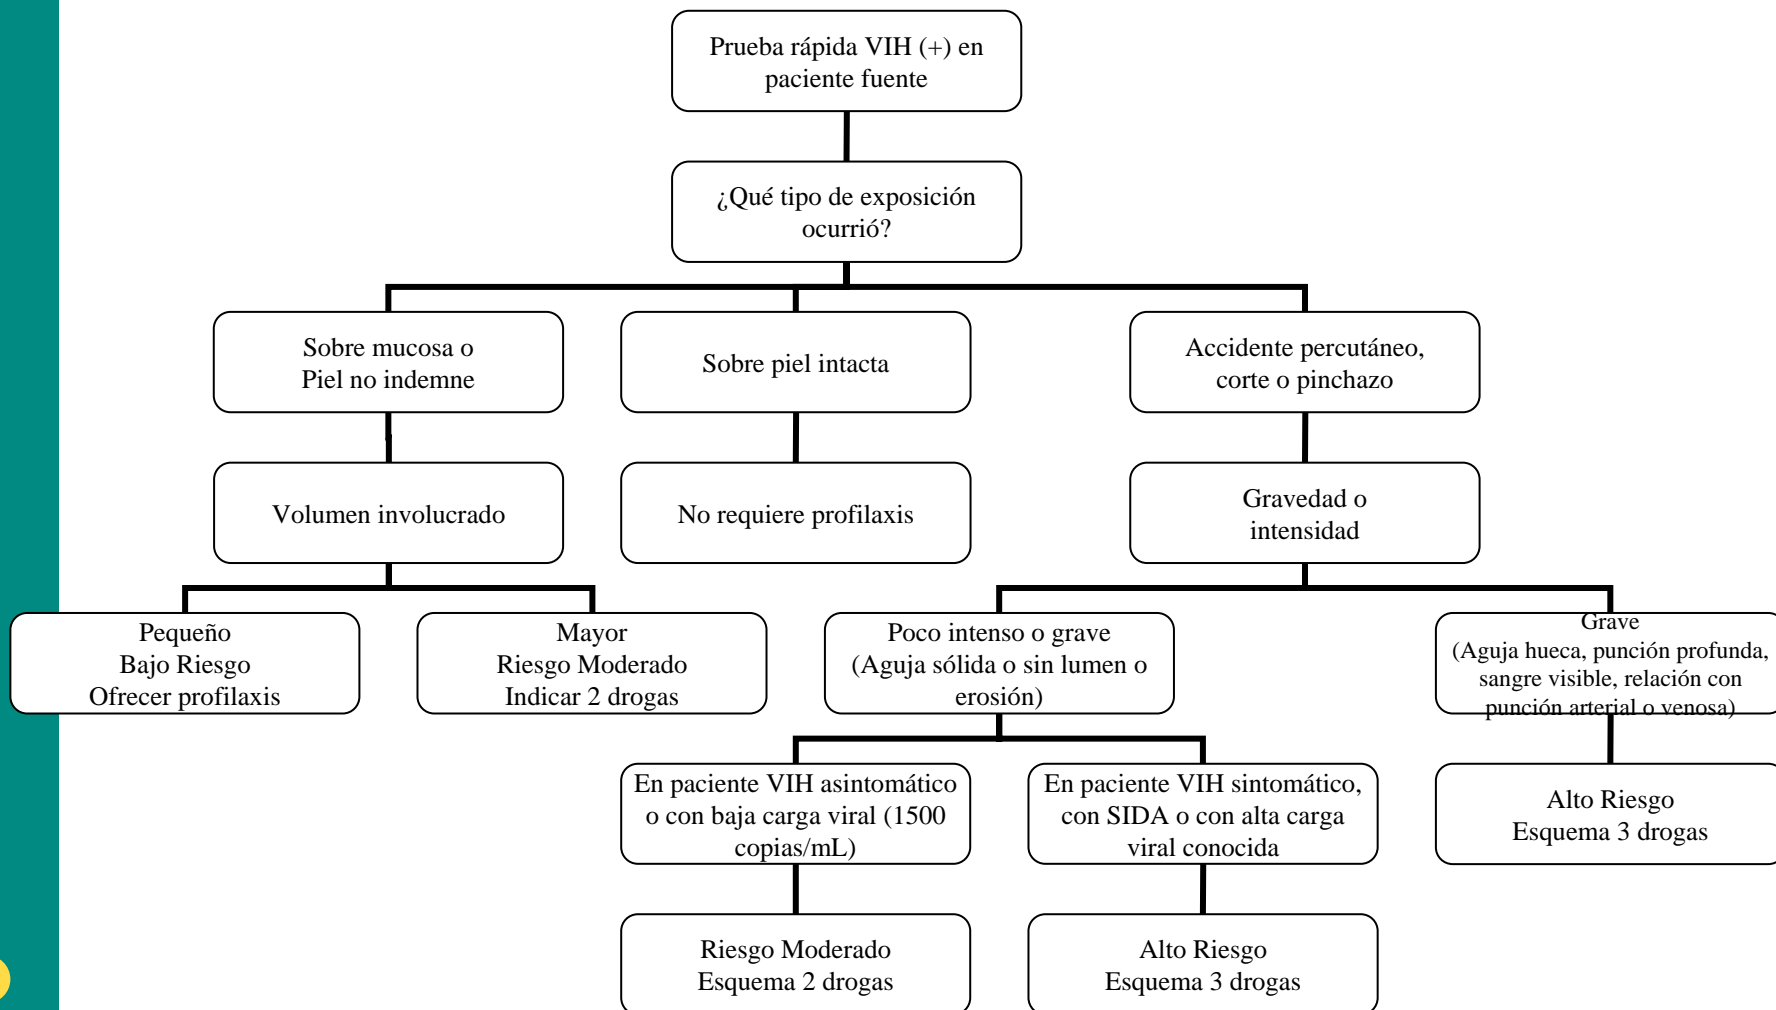 Prueba rápida VIH (+) en
paciente fuente
¿Qué tipo de exposición
ocurrió?
Sobre mucosa o
Piel no indemne
Sobre piel intacta
Accidente percutáneo,
corte o pinchazo
Volumen involucrado
No requiere profilaxis
Gravedad o
intensidad
Pequeño
Bajo Riesgo
Ofrecer profilaxis
Mayor
Riesgo Moderado
Indicar 2 drogas
Poco intenso o grave
(Aguja sólida o sin lumen o
erosión)
Grave
(Aguja hueca, punción profunda,
sangre visible, relación con
punción arterial o venosa)
En paciente VIH asintomático
o con baja carga viral (1500
copias/mL)
En paciente VIH sintomático,
con SIDA o con alta carga
viral conocida
Alto Riesgo
Esquema 3 drogas
Riesgo Moderado
Esquema 2 drogas
Alto Riesgo
Esquema 3 drogas